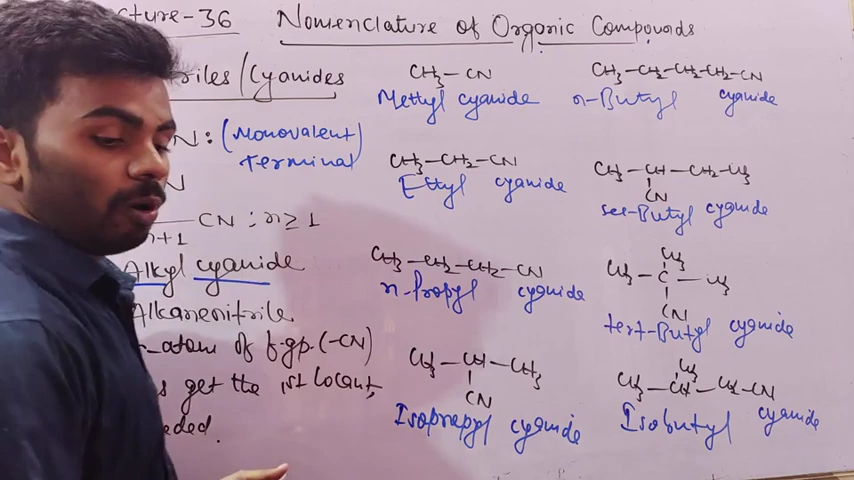 cture-36 Nomenclature of Organic Compounds
riles/Cyanides
N: (Monovalent)
Terminal
N
n+1 CN : n≥1
Alkyl cyanide
Alkanenitrile
-atom of f.gp.(-CN)
s get the 1st locant,
eded.
CH3-CN
Methyl cyanide
CH3-CH2-CN
Ethyl cyanide
CH3-CH2-CH2-CN
n-Propyl cyanide
CH3-CH-CH3
CN
Isopropyl cyanide
CH3-CH2-CH2-CH2-CN
n-Butyl cyanide
CH3-CH-CH2-CH3
CN
sec-Butyl cyanide
CH3
CH3-C-CH3
CN
tert-Butyl cyanide
CH3
CH3-CH-CH2-CN
Isobutyl cyanide